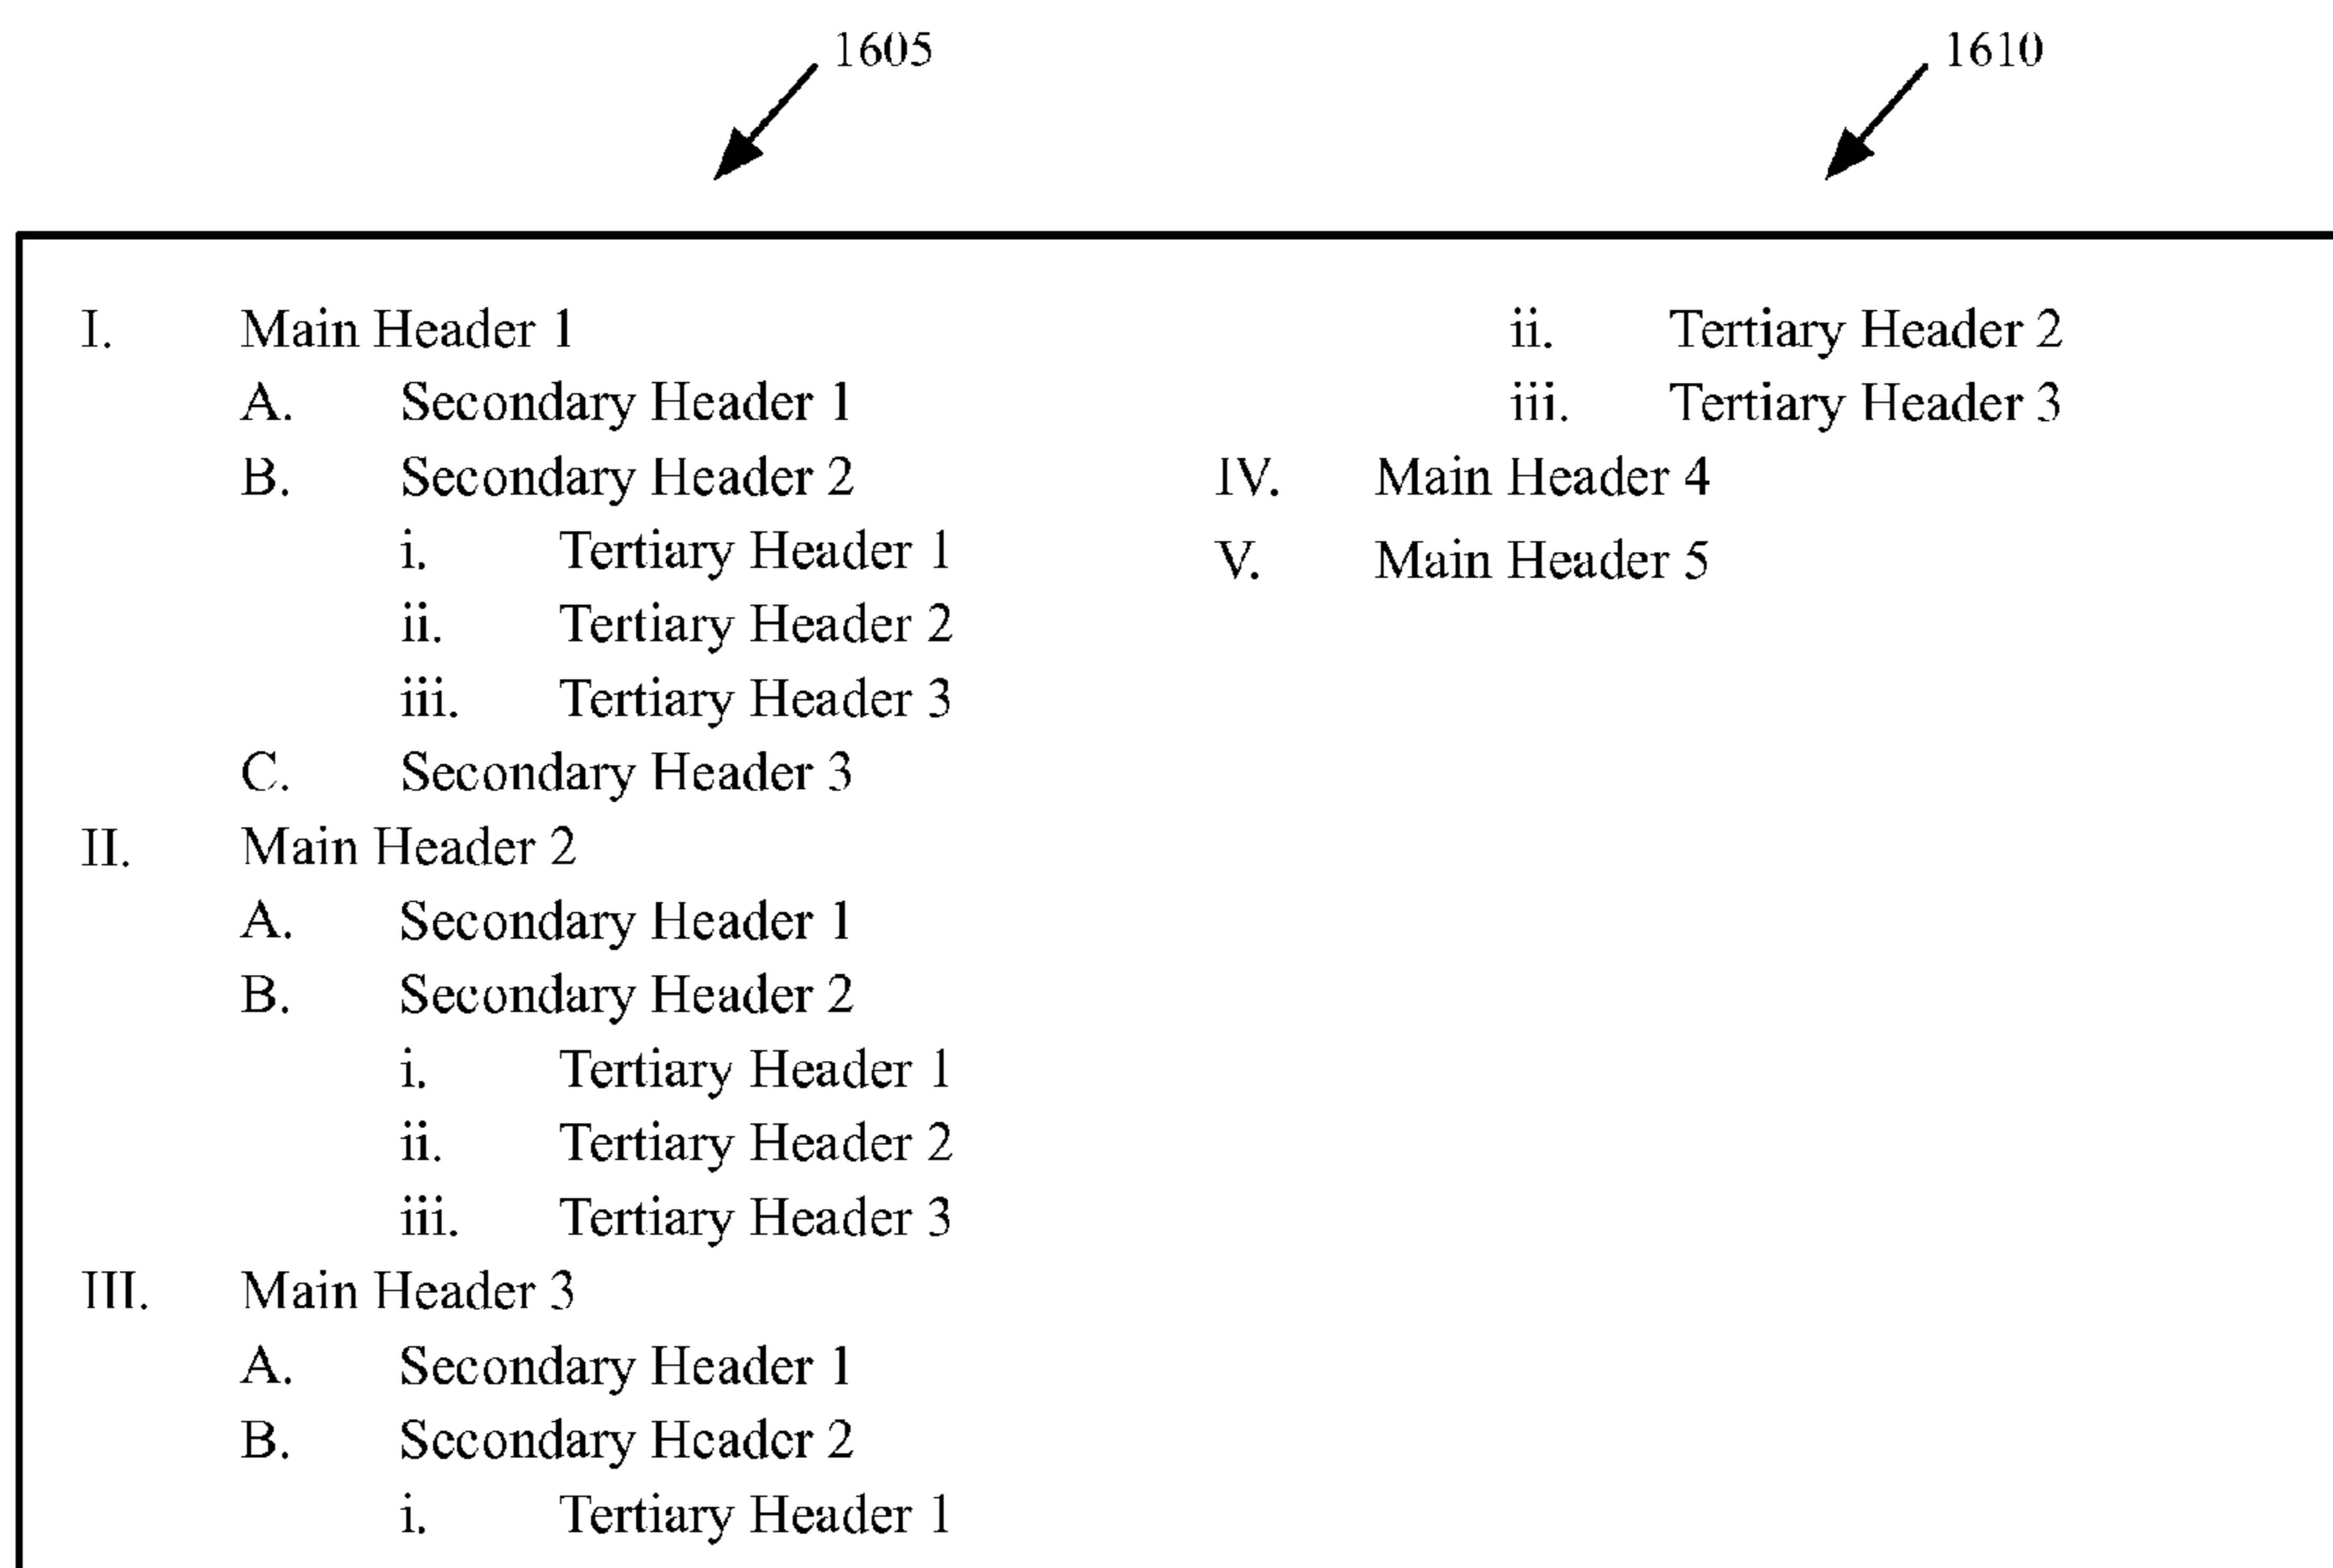 1605
1610
I. Main Header 1
A. Secondary Header 1
B. Secondary Header 2
i. Tertiary Header 1
ii. Tertiary Header 2
iii. Tertiary Header 3
C. Secondary Header 3
II. Main Header 2
A. Secondary Header 1
B. Secondary Header 2
i. Tertiary Header 1
ii. Tertiary Header 2
iii. Tertiary Header 3
III. Main Header 3
A. Secondary Header 1
B. Secondary Header 2
i. Tertiary Header 1
ii. Tertiary Header 2
iii. Tertiary Header 3
IV. Main Header 4
V. Main Header 5